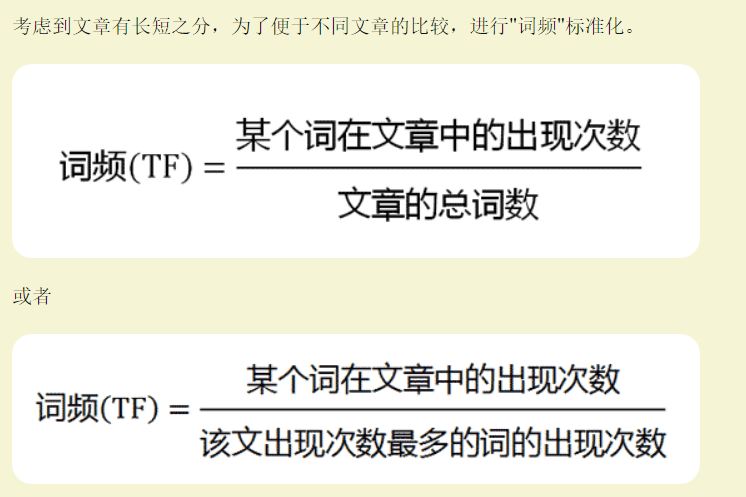 考虑到文章有长短之分，为了便于不同文章的比较，进行"词频"标准化。
某个词在文章中的出现次数
词频(TF) =
文章的总词数
或者
某个词在文章中的出现次数
词频(TF) =
该文出现次数最多的词的出现次数